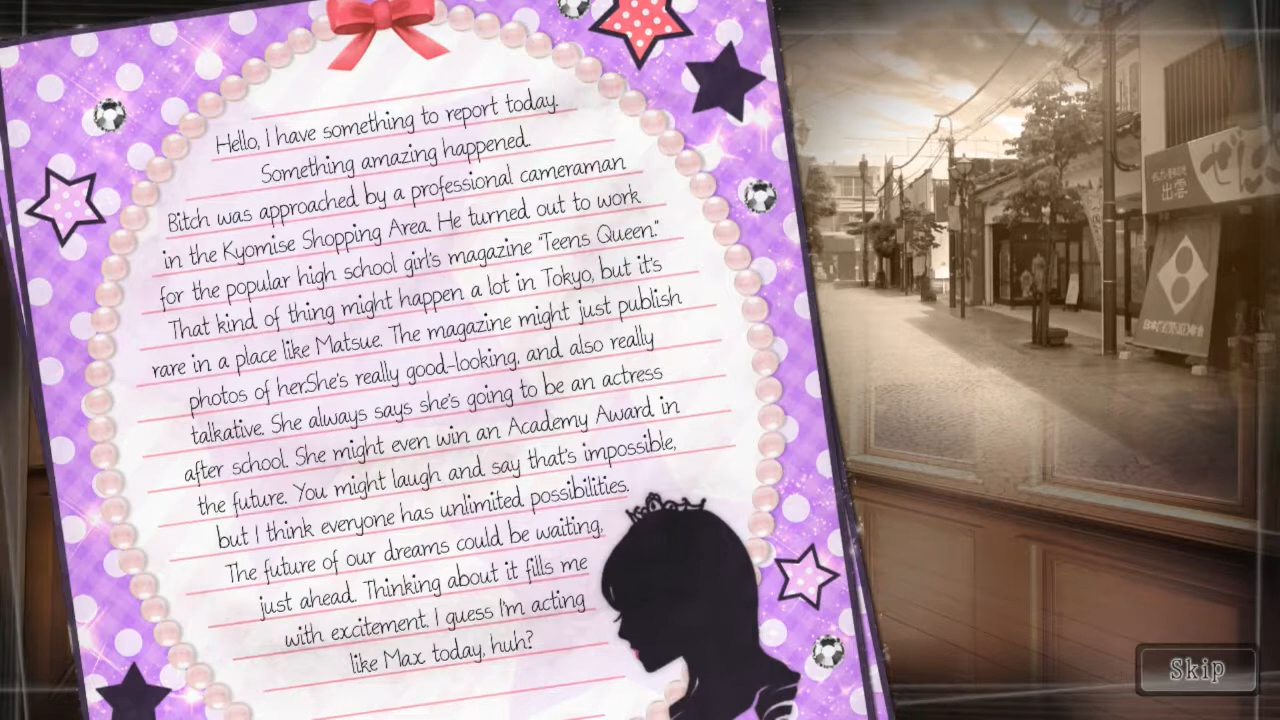 Hello, I have something to report today.
Something amazing happened.
Bitch was approached by a professional cameraman
in the Kyomise Shopping Area. He turned out to work
for the popular high school girl's magazine "Teens Queen."
That kind of thing might happen a lot in Tokyo, but it's
rare in a place like Matsue. The magazine might just publish
photos of herShe's really good-looking, and also really
talkative. She always says she's going to be an actress
after school. She might even win an Academy Award in
the future. You might laugh and say that's impossible,
but I think everyone has unlimited possibilities.
The future of our dreams could be waiting,
just ahead. Thinking about it fills me
with excitement. I guess I'm acting
like Max today, huh?
出雲
ぜん
Skip